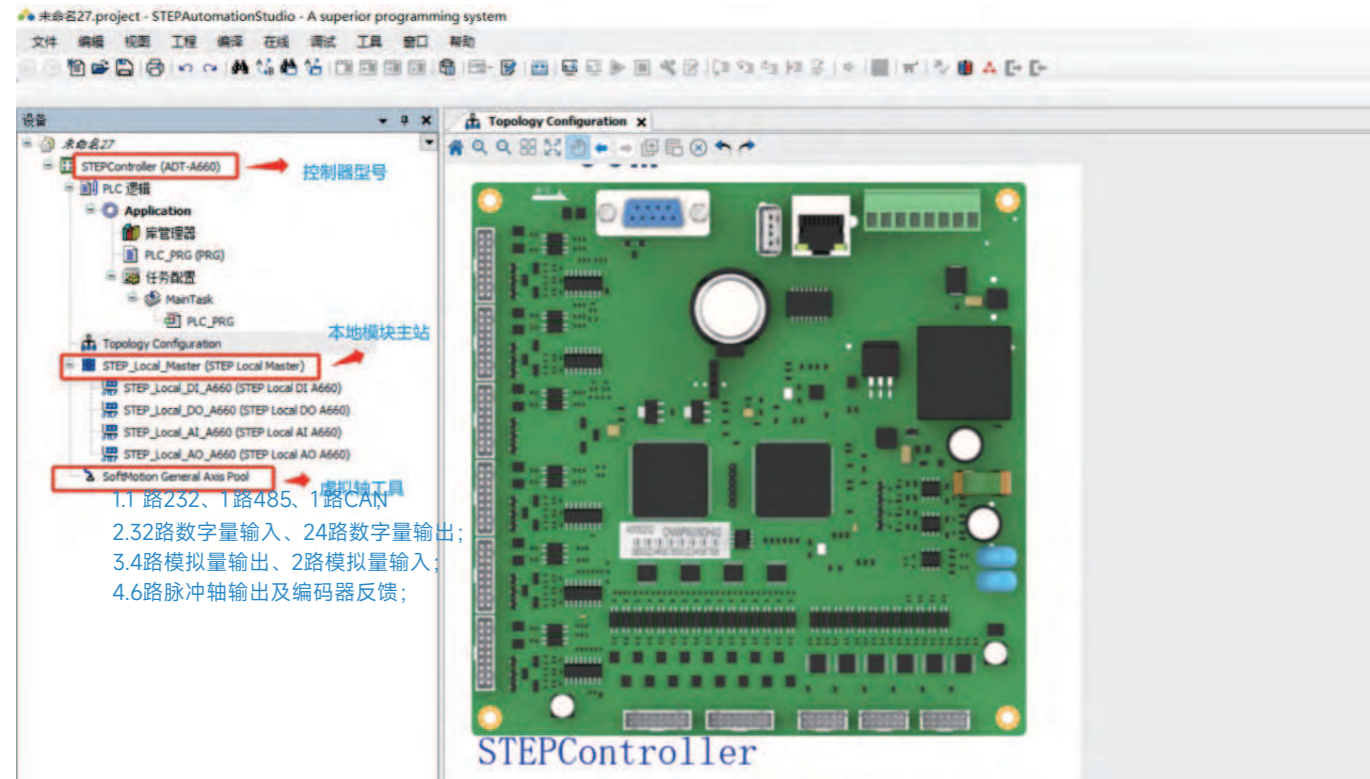 未命名27.project - STEPAutomationStudio - A superior programming system
文件 编辑 视图 工程 编译 在线 调试 工具 窗口 帮助
设备
Topology Configuration
未命名27
STEPController (ADT-A660)
控制器型号
PLC 逻辑
Application
库管理器
PLC_PRG (PRG)
任务配置
MainTask
PLC_PRG
本地模块主站
Topology Configuration
STEP_Local_Master (STEP Local Master)
STEP_Local_DI_A660 (STEP Local DI A660)
STEP_Local_DO_A660 (STEP Local DO A660)
STEP_Local_AI_A660 (STEP Local AI A660)
STEP_Local_AO_A660 (STEP Local AO A660)
SoftMotion General Axis Pool
虚拟轴工具
1.1 路232、1路485、1路CAN
2.32路数字量输入、24路数字量输出；
3.4路模拟量输出、2路模拟量输入；
4.6路脉冲轴输出及编码器反馈；
STEPController